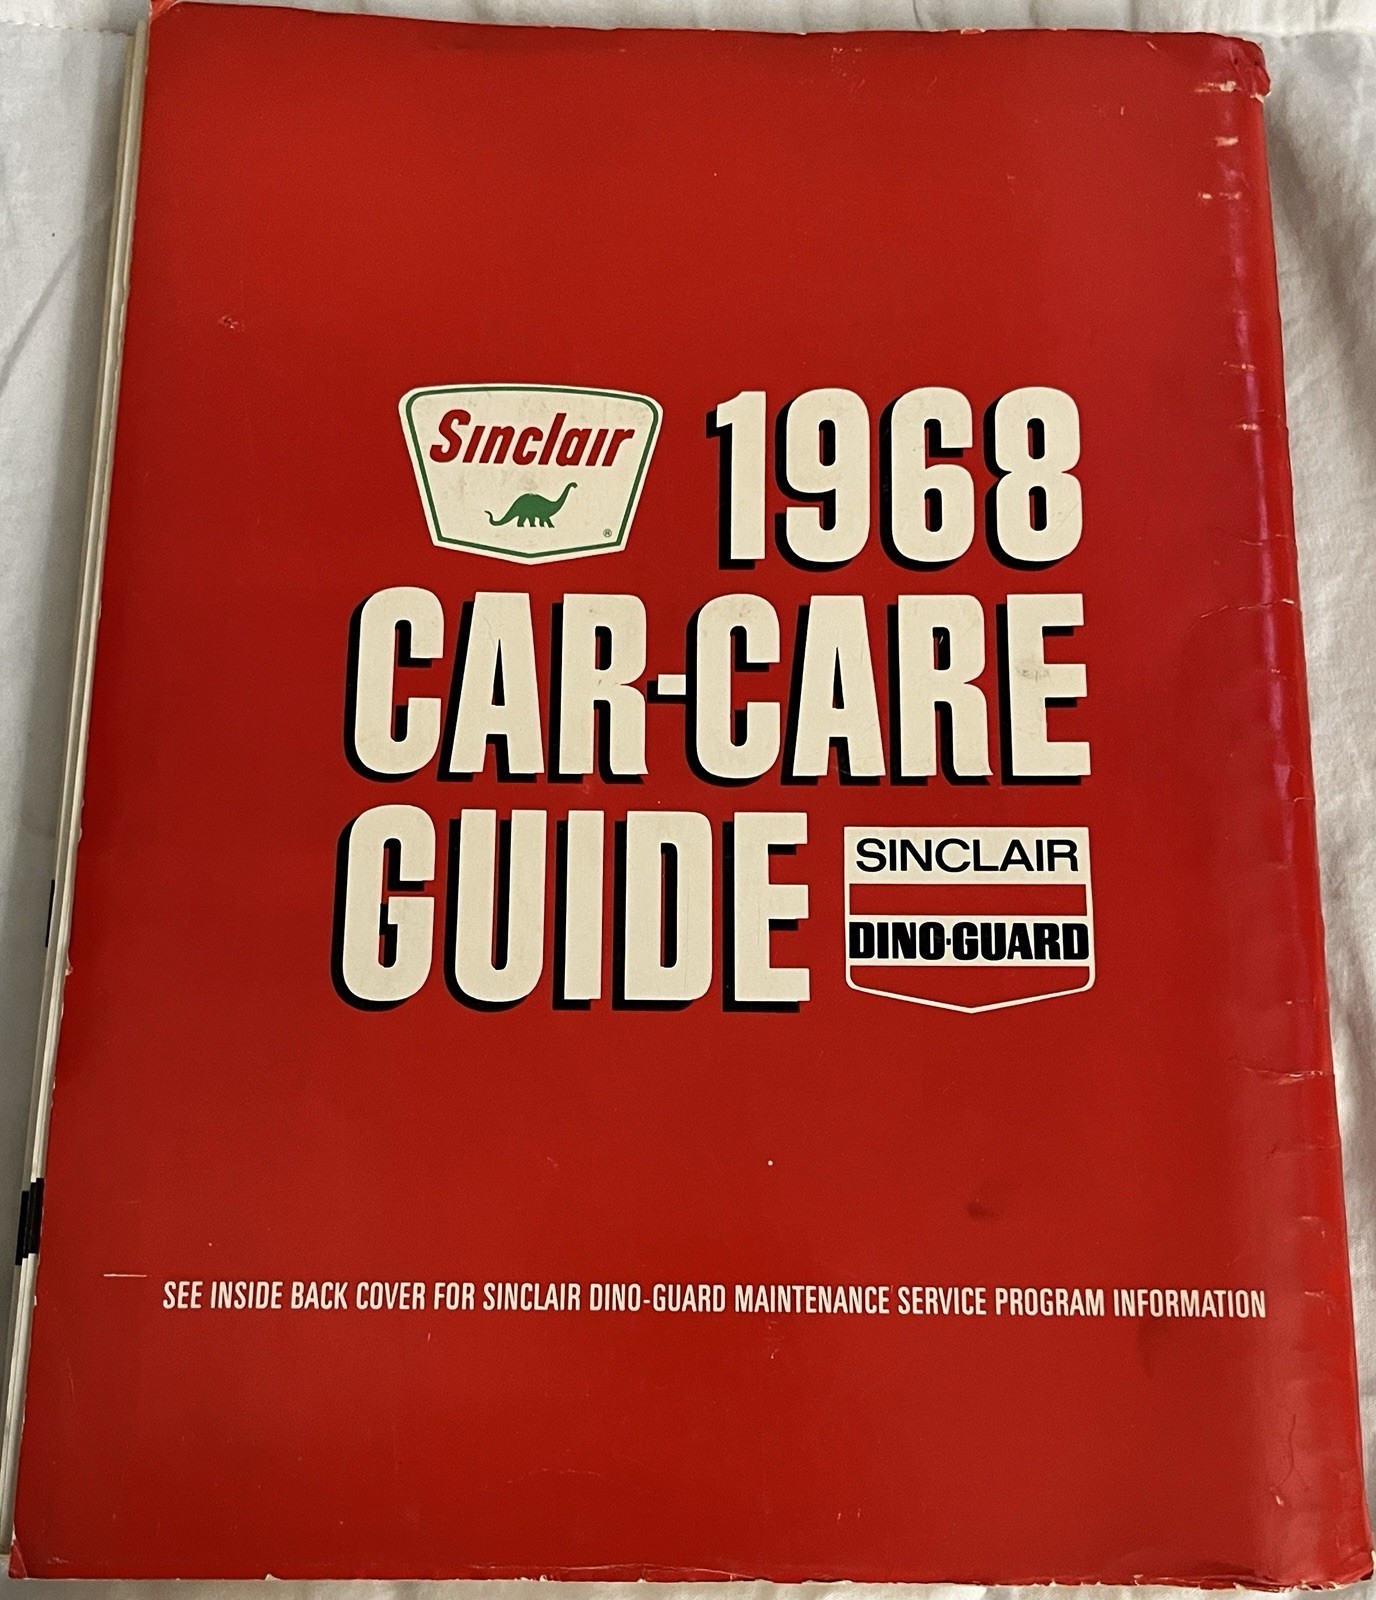 Sinclair
®
1968
CAR-CARE
GUIDE
SINCLAIR
DINO-GUARD
SEE INSIDE BACK COVER FOR SINCLAIR DINO-GUARD MAINTENANCE SERVICE PROGRAM INFORMATION